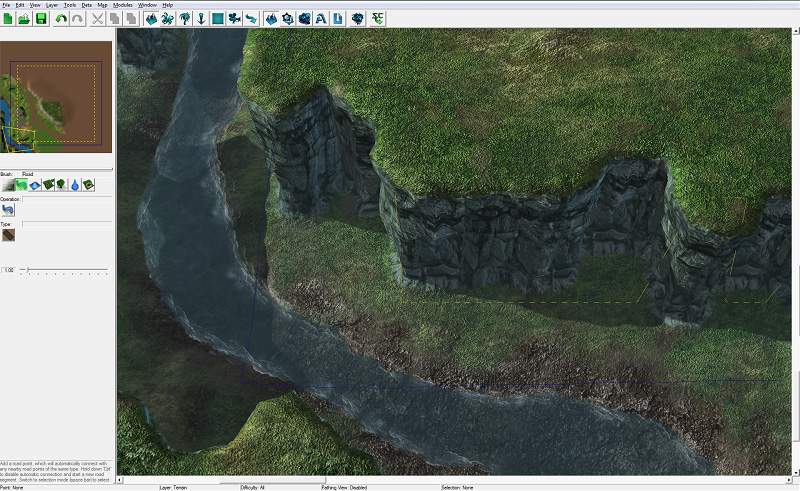 File Edit View Layer Tools Data Map Modules Window Help
Brush: Road
Operation:
Type:
1.00
Add a road point, which will automatically connect with
any nearby road points of the same type. Hold down 'Ctrl'
to disable automatic connection and start a new road
segment. Switch to selection mode (space bar) to select
Point: None Layer: Terrain Difficulty: All Pathing View: Disabled Selection: None